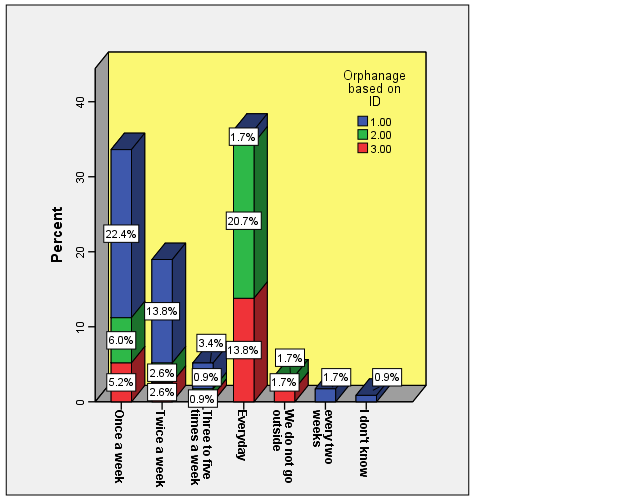 Orphanage
based on
ID
1.00
2.00
3.00
Percent
40
30
20
10
0
22.4%
6.0%
5.2%
13.8%
2.6%
2.6%
3.4%
0.9%
0.9%
1.7%
20.7%
13.8%
1.7%
1.7%
1.7%
0.9%
Once a week
Twice a week
Three to five
times a week
Everyday
We do not go
outside
every two
weeks
I don't know